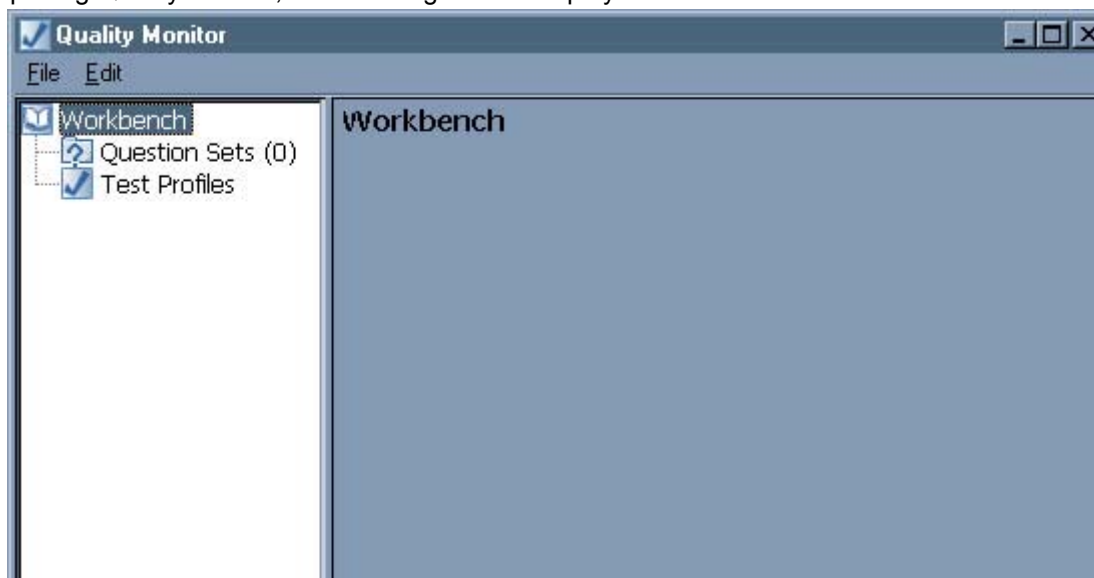 Quality Monitor
File Edit
Workbench
Question Sets (0)
Test Profiles
Workbench